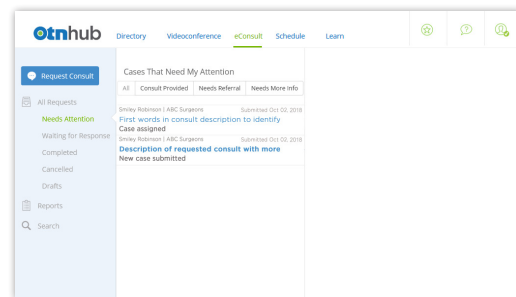 otnhub
Directory Videoconference eConsult Schedule Learn
Request Consult
All Requests
Needs Attention
Waiting for Response
Completed
Cancelled
Drafts
Reports
Search
Cases That Need My Attention
All Consult Provided Needs Referral Needs More Info
Smiley Robinson | ABC Surgeons Submitted Oct 02, 2018
First words in consult description to identify
Case assigned
Smiley Robinson | ABC Surgeons Submitted Oct 02, 2018
Description of requested consult with more
New case submitted